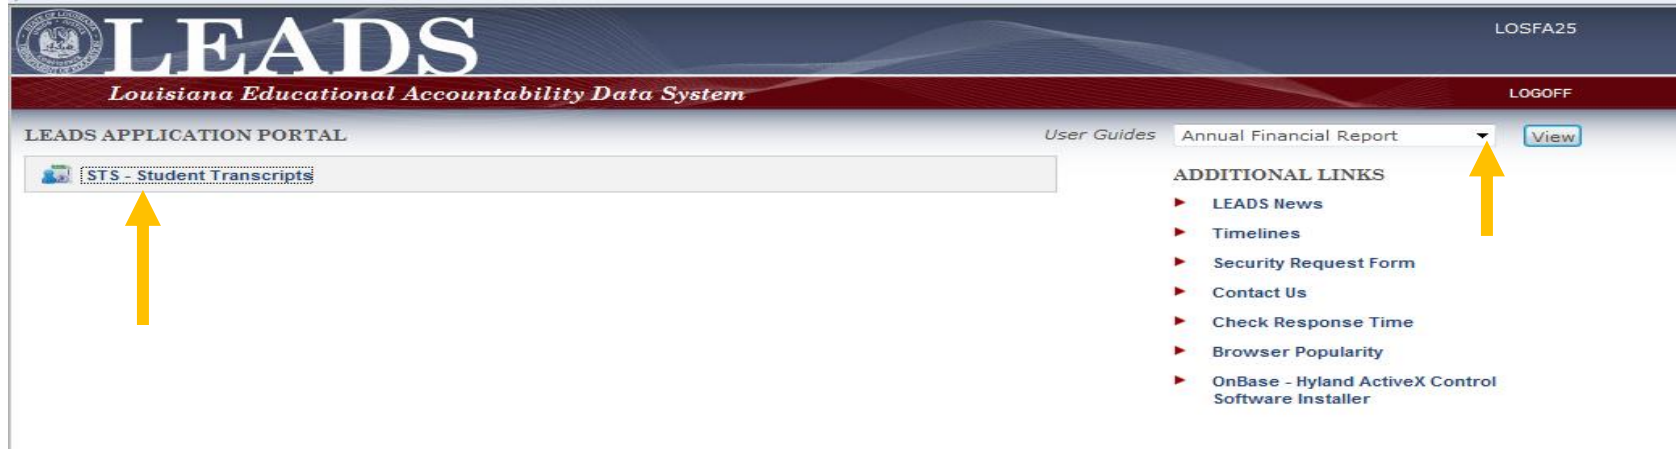 LEADS
LOSFA25
Louisiana Educational Accountability Data System
LOGOFF
LEADS APPLICATION PORTAL
User Guides Annual Financial Report View
STS - Student Transcripts
ADDITIONAL LINKS
LEADS News
Timelines
Security Request Form
Contact Us
Check Response Time
Browser Popularity
OnBase - Hyland ActiveX Control
Software Installer